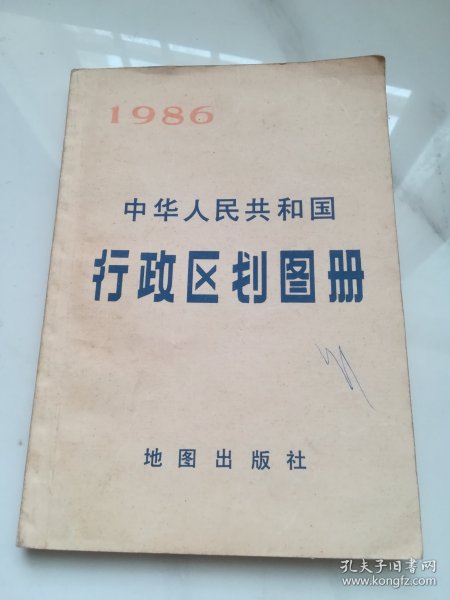 1986
中华人民共和国
行政区划图册
地图出版社
孔夫子旧书网
www.kongfz.com